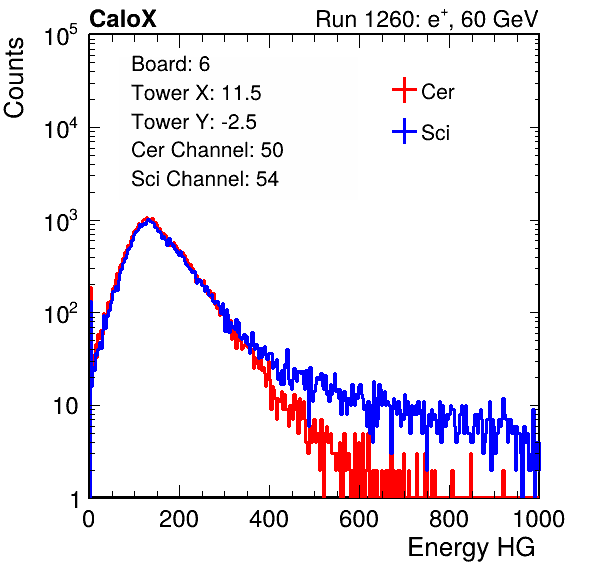 CaloX Run 1260: e⁺, 60 GeV
Counts
10⁵
10⁴
10³
10²
10
1
Board: 6
Tower X: 11.5
Tower Y: -2.5
Cer Channel: 50
Sci Channel: 54
Cer
Sci
0 200 400 600 800 1000
Energy HG